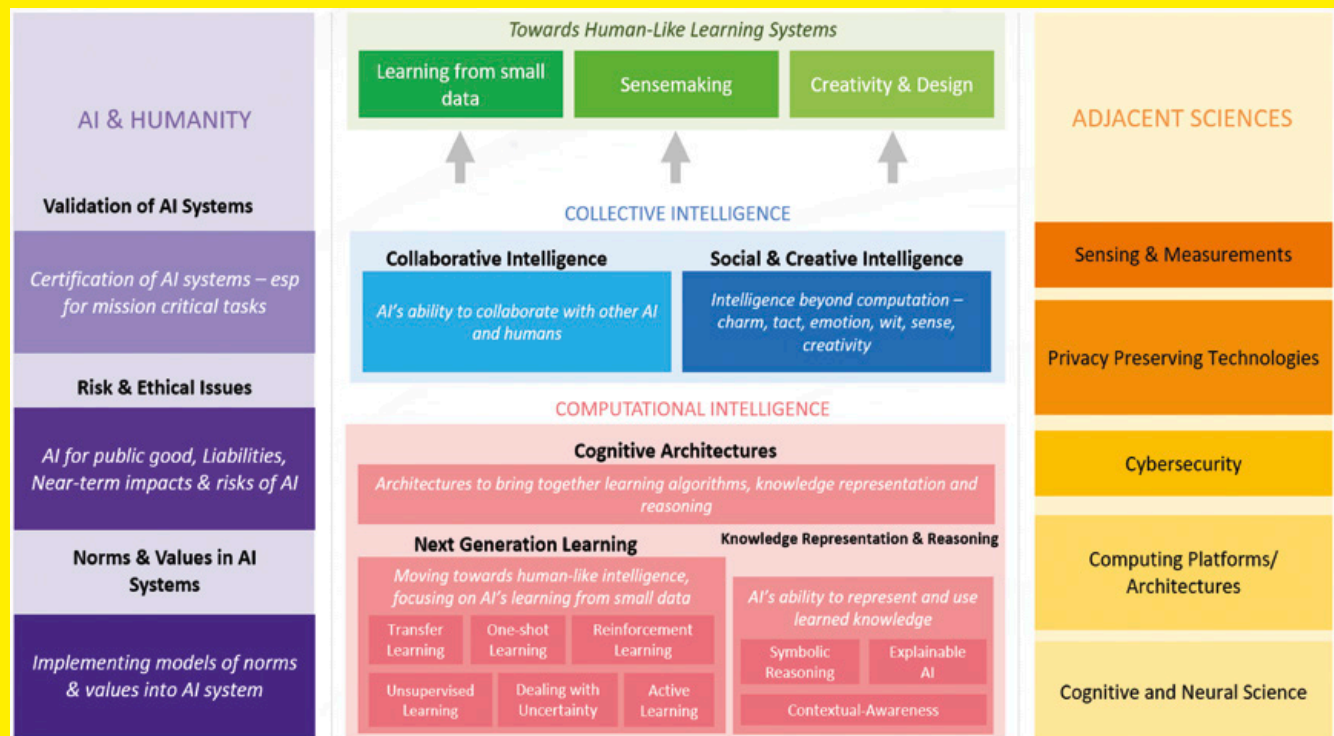 AI & HUMANITY
Validation of AI Systems
Certification of AI systems – esp
for mission critical tasks
Risk & Ethical Issues
AI for public good, Liabilities,
Near-term impacts & risks of AI
Norms & Values in AI
Systems
Implementing models of norms
& values into AI system
Towards Human-Like Learning Systems
Learning from small
data
Sensemaking
Creativity & Design
COLLECTIVE INTELLIGENCE
Collaborative Intelligence
AI's ability to collaborate with other AI
and humans
Social & Creative Intelligence
Intelligence beyond computation –
charm, tact, emotion, wit, sense,
creativity
COMPUTATIONAL INTELLIGENCE
Cognitive Architectures
Architectures to bring together learning algorithms, knowledge representation and
reasoning
Next Generation Learning
Moving towards human-like intelligence,
focusing on AI's learning from small data
Transfer
Learning
One-shot
Learning
Reinforcement
Learning
Unsupervised
Learning
Dealing with
Uncertainty
Active
Learning
Knowledge Representation & Reasoning
AI's ability to represent and use
learned knowledge
Symbolic
Reasoning
Explainable
AI
Contextual-Awareness
ADJACENT SCIENCES
Sensing & Measurements
Privacy Preserving Technologies
Cybersecurity
Computing Platforms/
Architectures
Cognitive and Neural Science